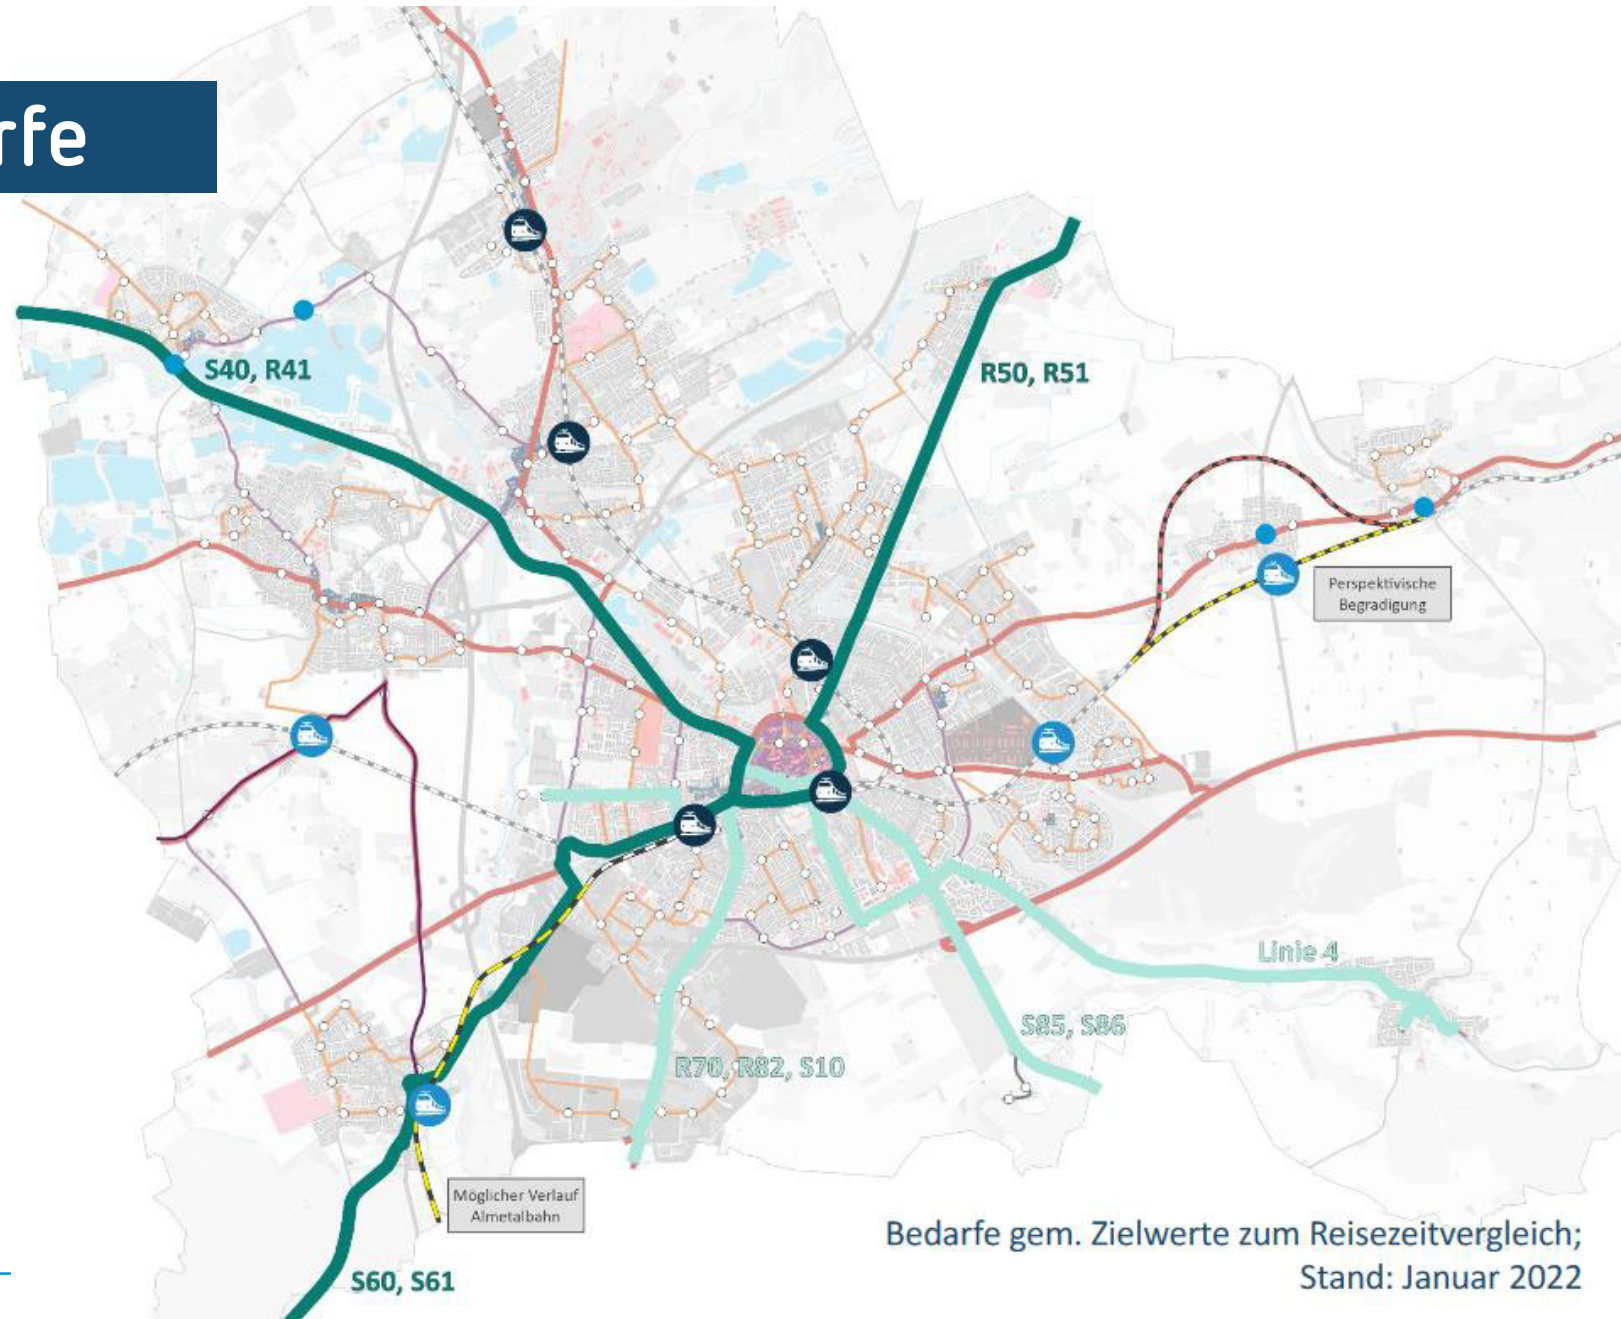 rfe
S40, R41
R50, R51
Perspektivische
Begradigung
Linie 4
S85, S86
R70, R82, S10
Möglicher Verlauf
Almetalbahn
Bedarfe gem. Zielwerte zum Reisezeitvergleich;
Stand: Januar 2022
S60, S61